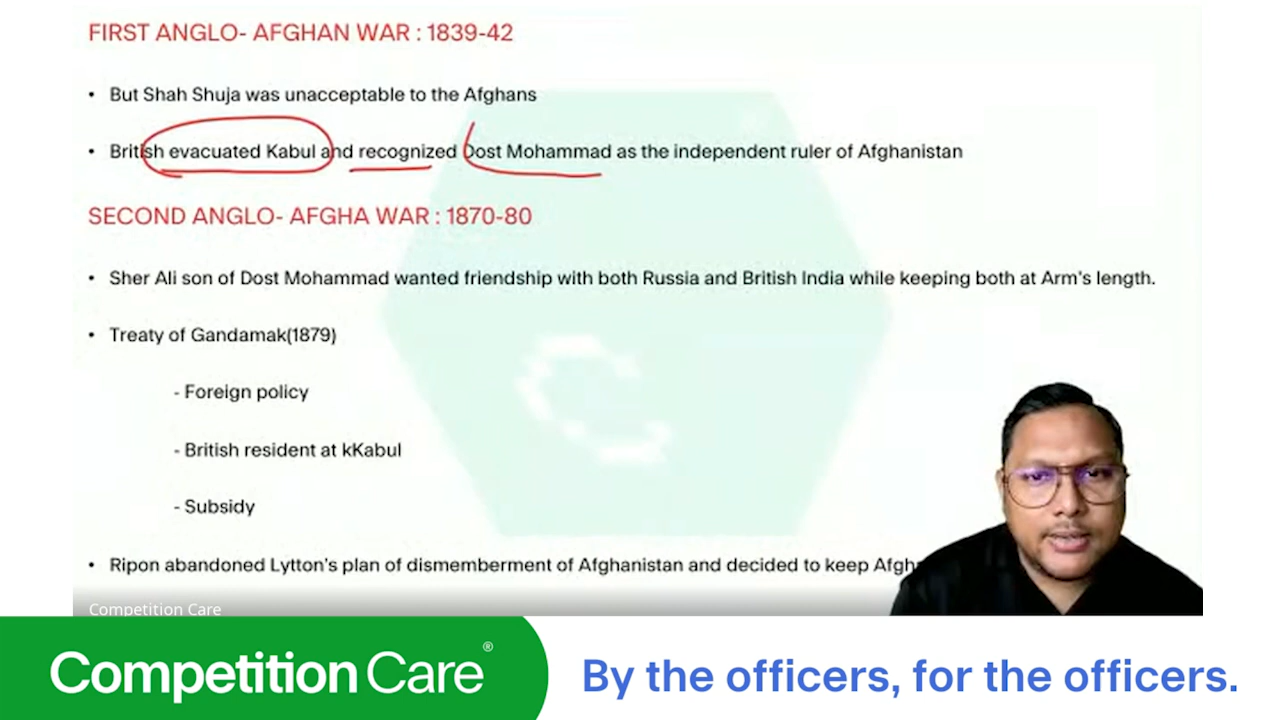 FIRST ANGLO- AFGHAN WAR : 1839-42
• But Shah Shuja was unacceptable to the Afghans
• British evacuated Kabul and recognized Dost Mohammad as the independent ruler of Afghanistan
SECOND ANGLO- AFGHA WAR : 1870-80
• Sher Ali son of Dost Mohammad wanted friendship with both Russia and British India while keeping both at Arm's length.
• Treaty of Gandamak(1879)
- Foreign policy
- British resident at kKabul
- Subsidy
• Ripon abandoned Lytton's plan of dismemberment of Afghanistan and decided to keep
Competition Care
Competition Care®
By the officers, for the officers.